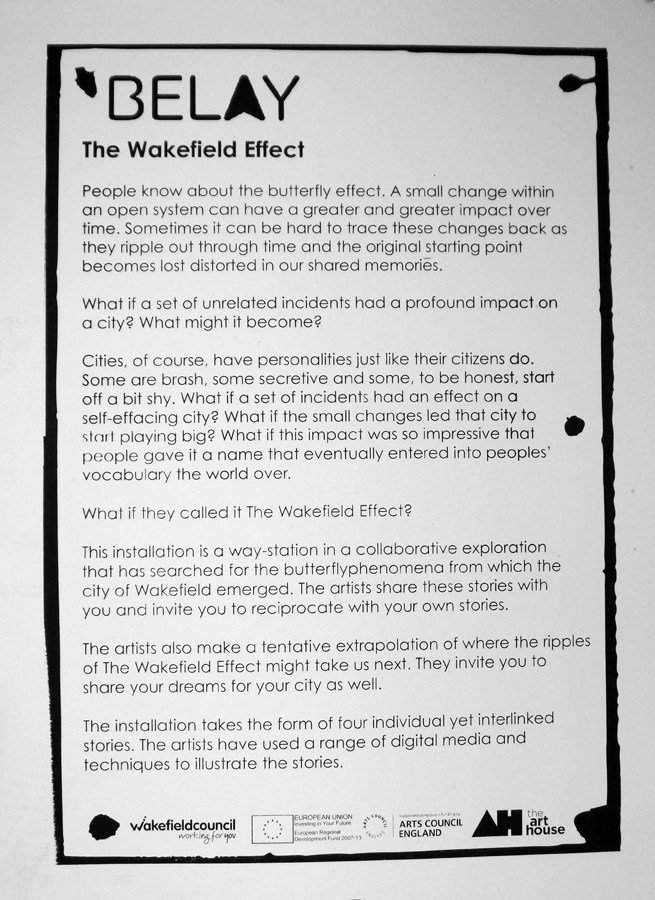 BELAY
The Wakefield Effect
People know about the butterfly effect. A small change within
an open system can have a greater and greater impact over
time. Sometimes it can be hard to trace these changes back as
they ripple out through time and the original starting point
becomes lost distorted in our shared memories.
What if a set of unrelated incidents had a profound impact on
a city? What might it become?
Cities, of course, have personalities just like their citizens do.
Some are brash, some secretive and some, to be honest, start
off a bit shy. What if a set of incidents had an effect on a
self-effacing city? What if the small changes led that city to
start playing big? What if this impact was so impressive that
people gave it a name that eventually entered into peoples'
vocabulary the world over.
What if they called it The Wakefield Effect?
This installation is a way-station in a collaborative exploration
that has searched for the butterflyphenomena from which the
city of Wakefield emerged. The artists share these stories with
you and invite you to reciprocate with your own stories.
The artists also make a tentative extrapolation of where the ripples
of The Wakefield Effect might take us next. They invite you to
share your dreams for your city as well.
The installation takes the form of four individual yet interlinked
stories. The artists have used a range of digital media and
techniques to illustrate the stories.
wakefieldcouncil
working for you
EUROPEAN UNION
Investing in Your Future
European Regional
Development Fund 2007-13
ARTS COUNCIL
ENGLAND
AH
the
art
house